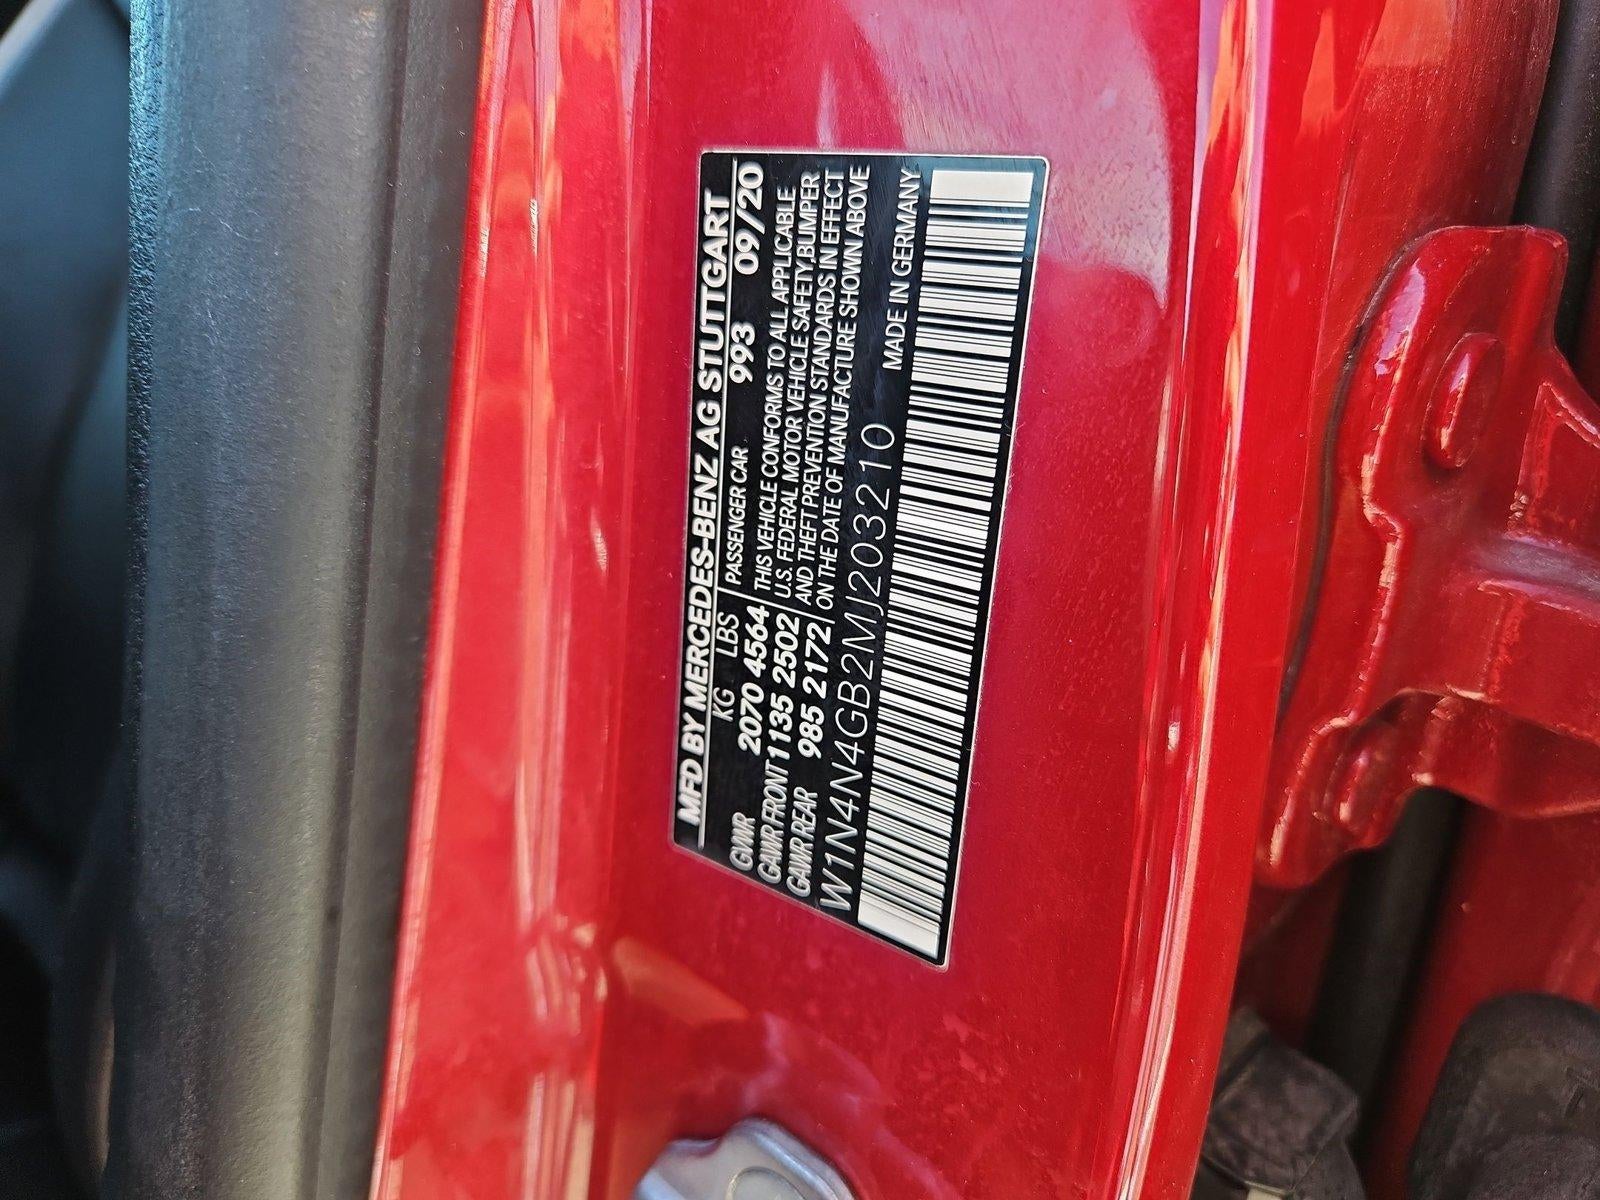 MFD BY MERCEDES-BENZ AG STUTTGART
KG LBS PASSENGER CAR 993 09/20
GVWR 2070 4564 THIS VEHICLE CONFORMS TO ALL APPLICABLE
GAWR FRONT 1135 2502 U.S. FEDERAL MOTOR VEHICLE SAFETY,BUMPER
GAWR REAR 985 2172 AND THEFT PREVENTION STANDARDS IN EFFECT
ON THE DATE OF MANUFACTURE SHOWN ABOVE
W1N4N4GB2MJ203210 MADE IN GERMANY